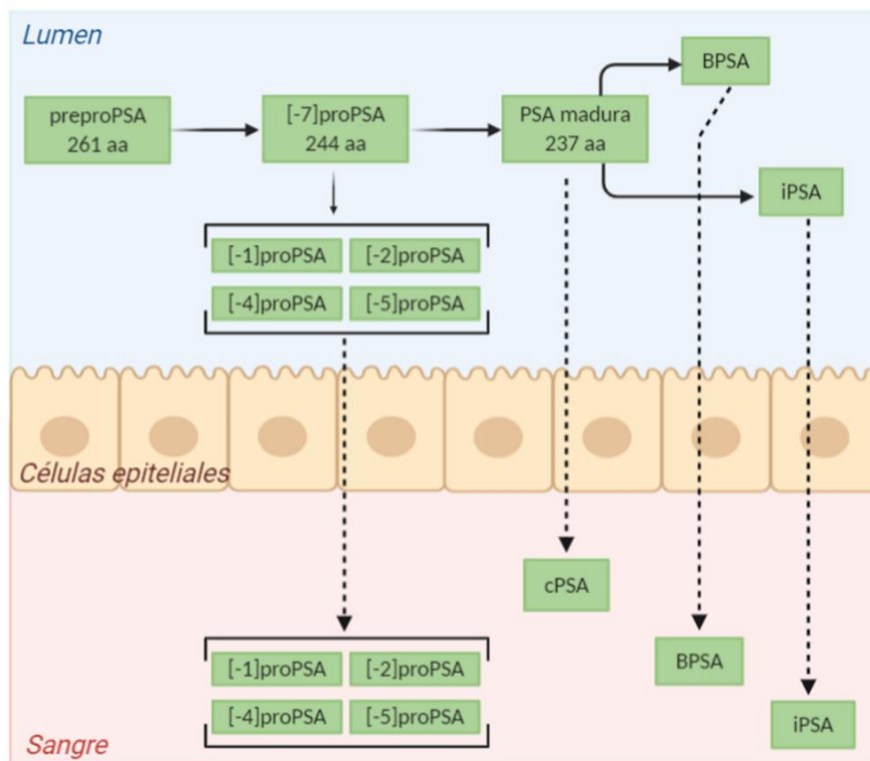 Lumen
BPSA
preproPSA
261 aa
[-7]proPSA
244 aa
PSA madura
237 aa
iPSA
[-1]proPSA
[-2]proPSA
[-4]proPSA
[-5]proPSA
Células epiteliales
cPSA
BPSA
[-1]proPSA
[-2]proPSA
[-4]proPSA
[-5]proPSA
iPSA
Sangre